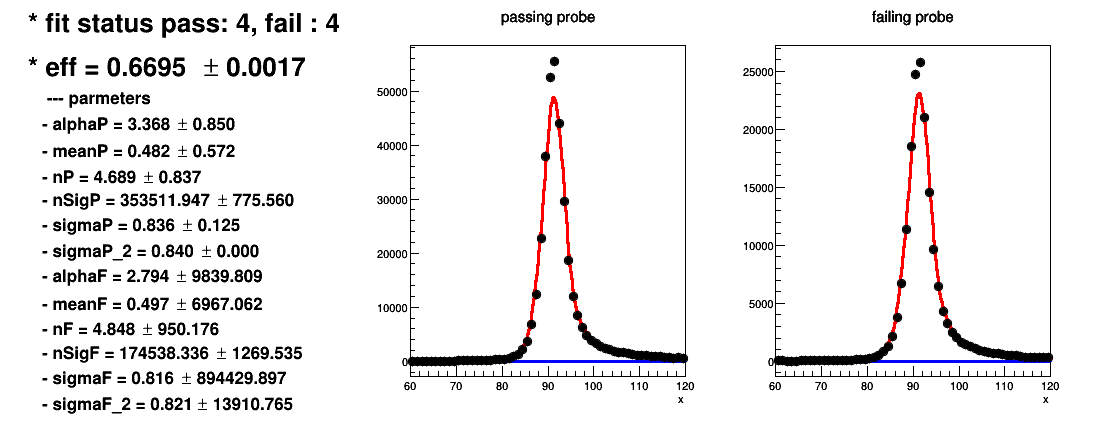 * fit status pass: 4, fail : 4
* eff = 0.6695 ± 0.0017
--- parmeters
- alphaP = 3.368 ± 0.850
- meanP = 0.482 ± 0.572
- nP = 4.689 ± 0.837
- nSigP = 353511.947 ± 775.560
- sigmaP = 0.836 ± 0.125
- sigmaP_2 = 0.840 ± 0.000
- alphaF = 2.794 ± 9839.809
- meanF = 0.497 ± 6967.062
- nF = 4.848 ± 950.176
- nSigF = 174538.336 ± 1269.535
- sigmaF = 0.816 ± 894429.897
- sigmaF_2 = 0.821 ± 13910.765
passing probe
50000
40000
30000
20000
10000
0
60 70 80 90 100 110 120
x
failing probe
25000
20000
15000
10000
5000
0
60 70 80 90 100 110 120
x